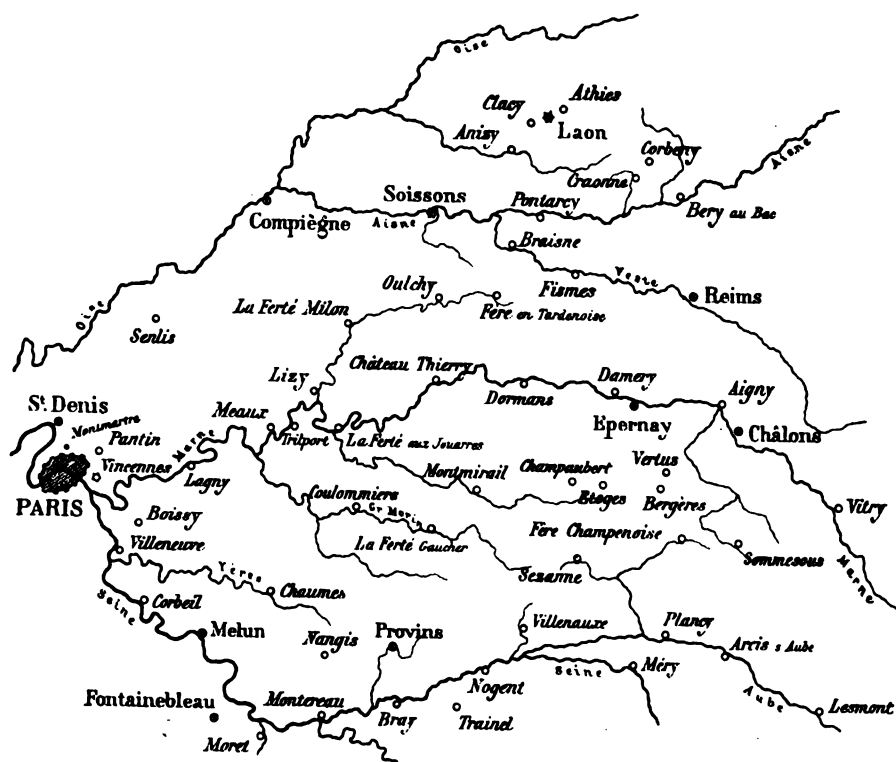 Oise
Clacy
Athies
Laon
Anizy
Corbeny
Aisne
Craonne
Soissons
Pontarcy
Compiègne
Aisne
Bery au Bac
Braisne
Oulchy
Fismes
Vesle
Reims
Oise
La Ferté Milon
Fère en Tardenoise
Senlis
Château Thierry
Lizy
Damery
Dormans
Aigny
St. Denis
Montmartre
Meaux
Trilport
La Ferté aux Jouarres
Epernay
Châlons
Pantin
Marne
Vincennes
Lagny
Montmirail
Champaubert
Vertus
Etoges
Bergères
PARIS
Coulommiers
Gr Morin
Vitry
Boissy
Villeneuve
La Ferté Gaucher
Fère Champenoise
Sommesous
Sezanne
Marne
Yères
Chaumes
Seine
Corbeil
Melun
Nangis
Provins
Villenauxe
Plancy
Arcis s Aube
Seine
Méry
Nogent
Fontainebleau
Montereau
Bray
Trainel
Aube
Lesmont
Moret